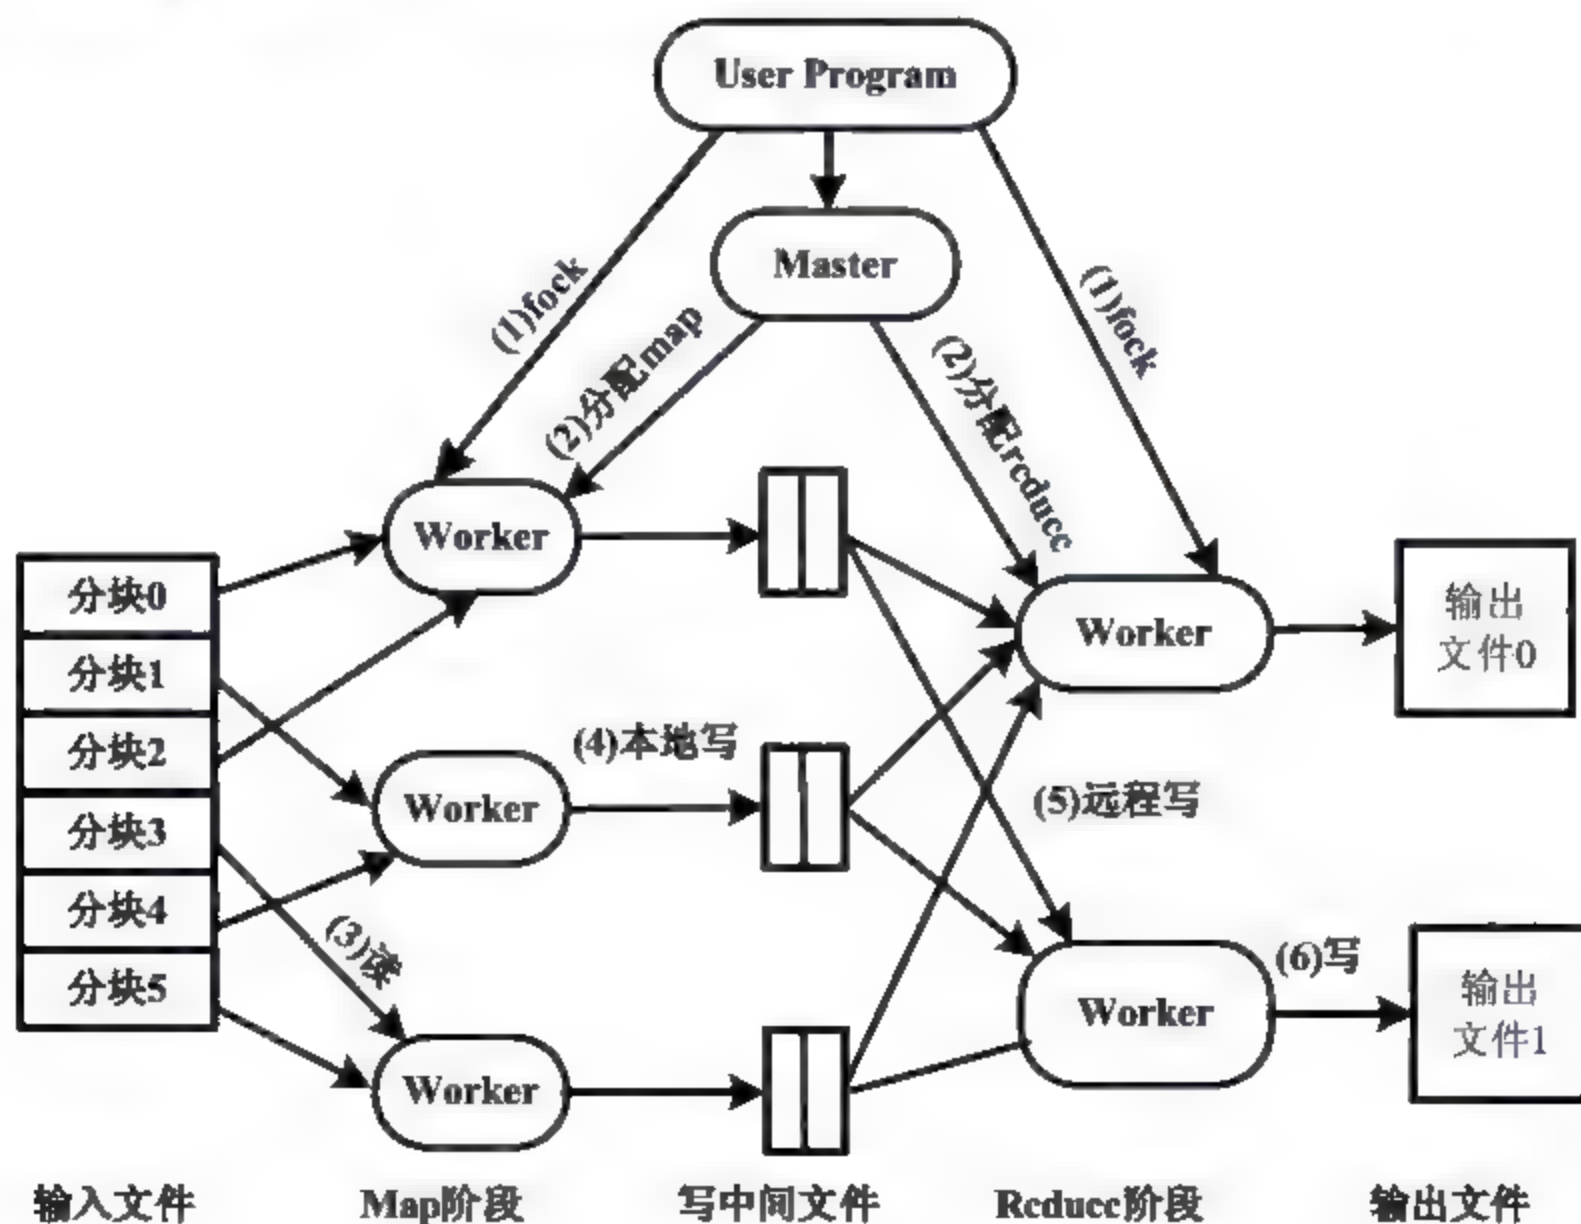 User Program
Master
(1)fock
(1)fock
(2)分配map
(2)分配reduce
Worker
分块0
分块1
分块2
分块3
分块4
分块5
Worker
输出
文件0
(4)本地写
Worker
(5)远程写
(3)读
Worker
(6)写
输出
文件1
Worker
输入文件
Map阶段
写中间文件
Reduce阶段
输出文件